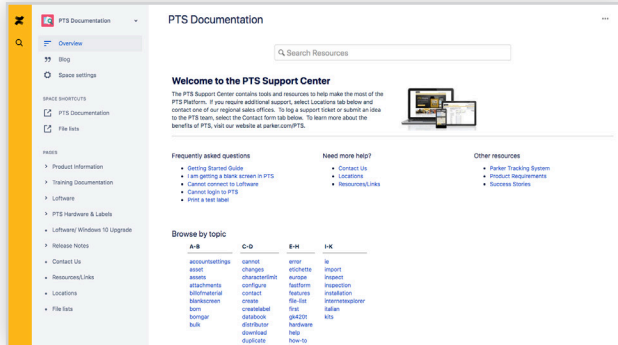 PTS Documentation
Overview
Blog
Space settings
SPACE SHORTCUTS
PTS Documentation
File lists
PAGES
Product Information
Training Documentation
Loftware
PTS Hardware & Labels
Loftware/ Windows 10 Upgrade
Release Notes
Contact Us
Resources/Links
Locations
File lists
PTS Documentation
Search Resources
Welcome to the PTS Support Center
The PTS Support Center contains tools and resources to help make the most of the
PTS Platform. If you require additional support, select Locations tab below and
contact one of our regional sales offices. To log a support ticket or submit an idea
to the PTS team, select the Contact form tab below. To learn more about the
benefits of PTS, visit our website at parker.com/PTS.
Frequently asked questions
Getting Started Guide
I am getting a blank screen in PTS
Cannot connect to Loftware
Cannot login to PTS
Print a test label
Need more help?
Contact Us
Locations
Resources/Links
Other resources
Parker Tracking System
Product Requirements
Success Stories
Browse by topic
A-B
accountsettings
asset
assets
attachments
billofmaterial
blankscreen
born
bomgar
bulk
C-D
cannot
changes
characterlimit
configure
contact
create
createlabel
databook
distributor
download
duplicate
E-H
error
etichette
europe
fastform
features
file-list
first
gk420t
hardware
help
how-to
I-K
ie
import
inspect
inspection
installation
internetexplorer
italian
kits